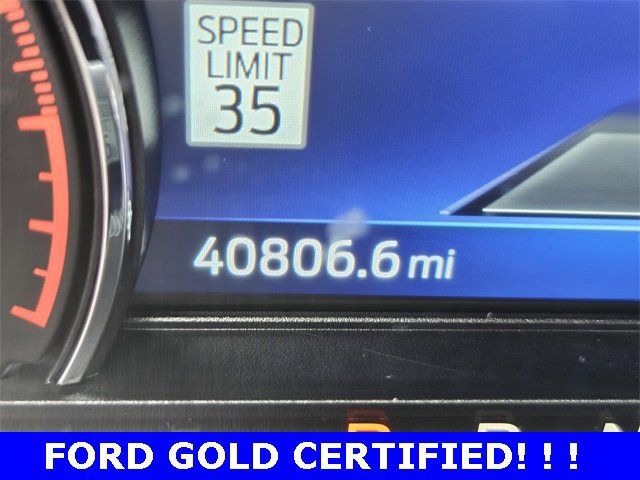 SPEED
LIMIT
35
40806.6 mi
FORD GOLD CERTIFIED! ! !